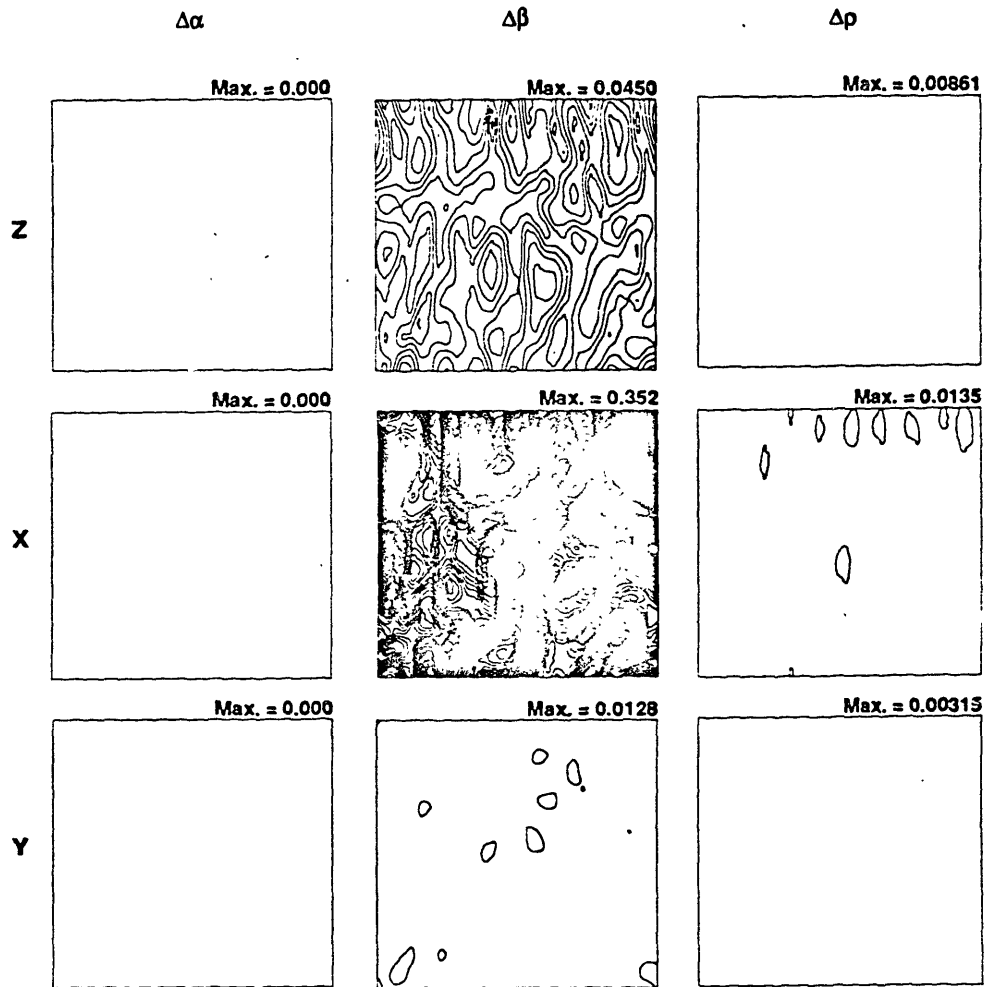 Δα Δβ Δρ
Max. = 0.000 Max. = 0.0450 Max. = 0.00861
Z
Max. = 0.000 Max. = 0.352 Max. = 0.0135
X
Max. = 0.000 Max. = 0.0128 Max. = 0.00315
Y